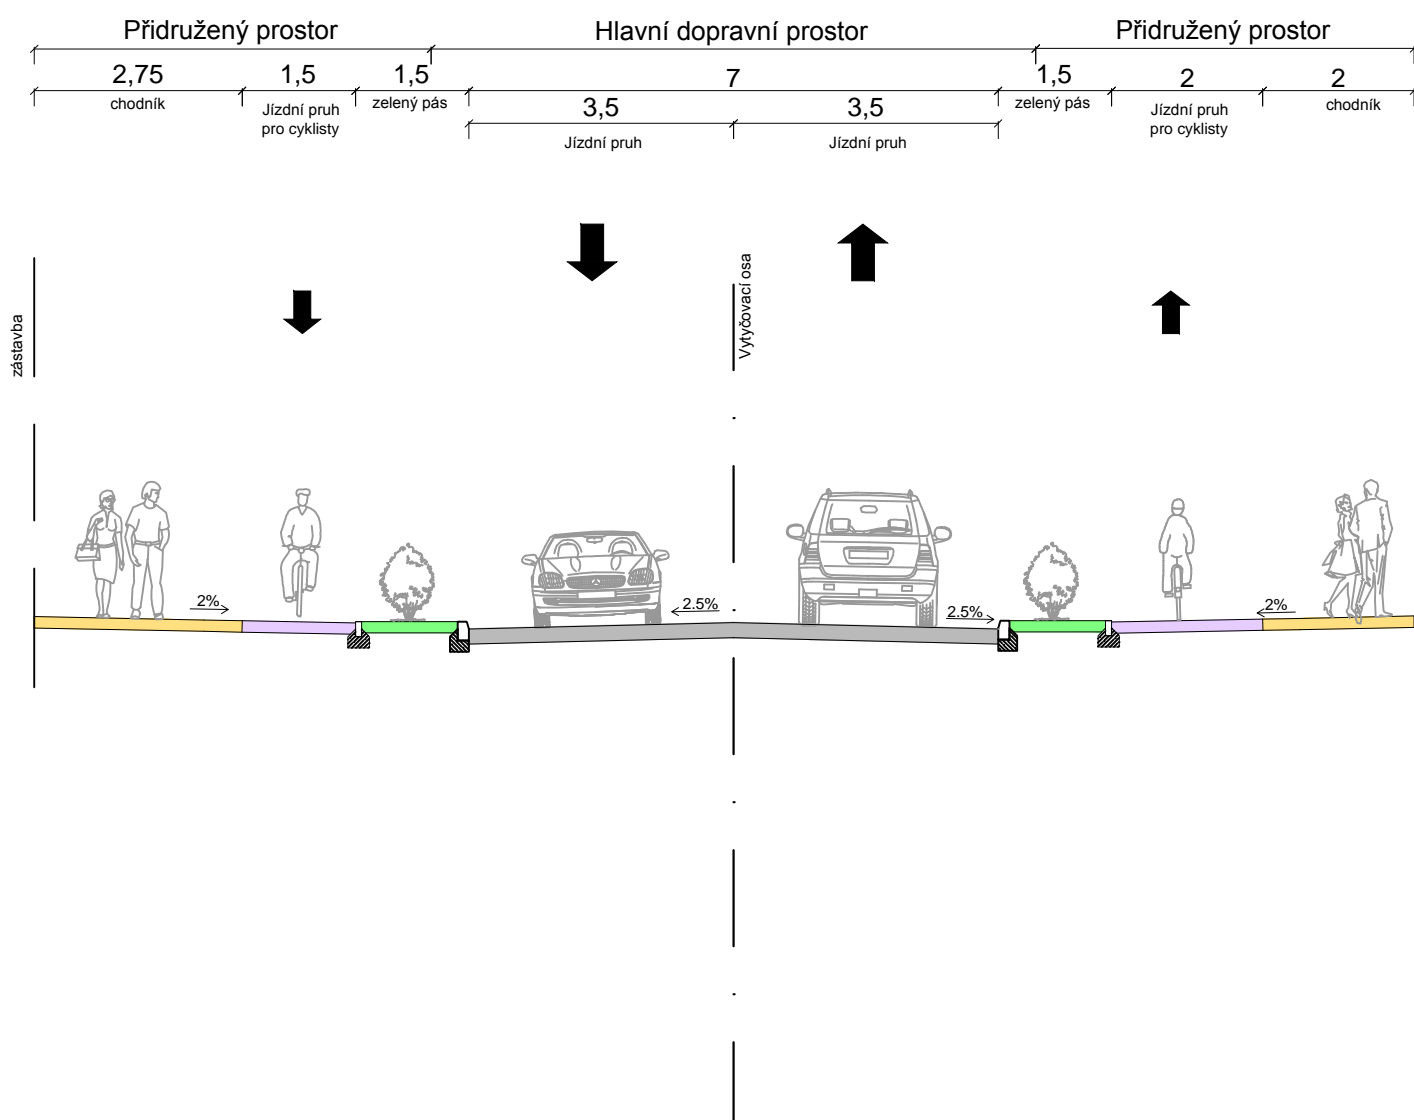 Přidružený prostor
Hlavní dopravní prostor
Přidružený prostor
2,75
1,5
1,5
7
1,5
2
2
chodník
Jízdní pruh
pro cyklisty
zelený pás
zelený pás
Jízdní pruh
pro cyklisty
chodník
3,5
3,5
Jízdní pruh
Jízdní pruh
zástavba
Vytyčovací osa
2%
2.5%
2.5%
2%